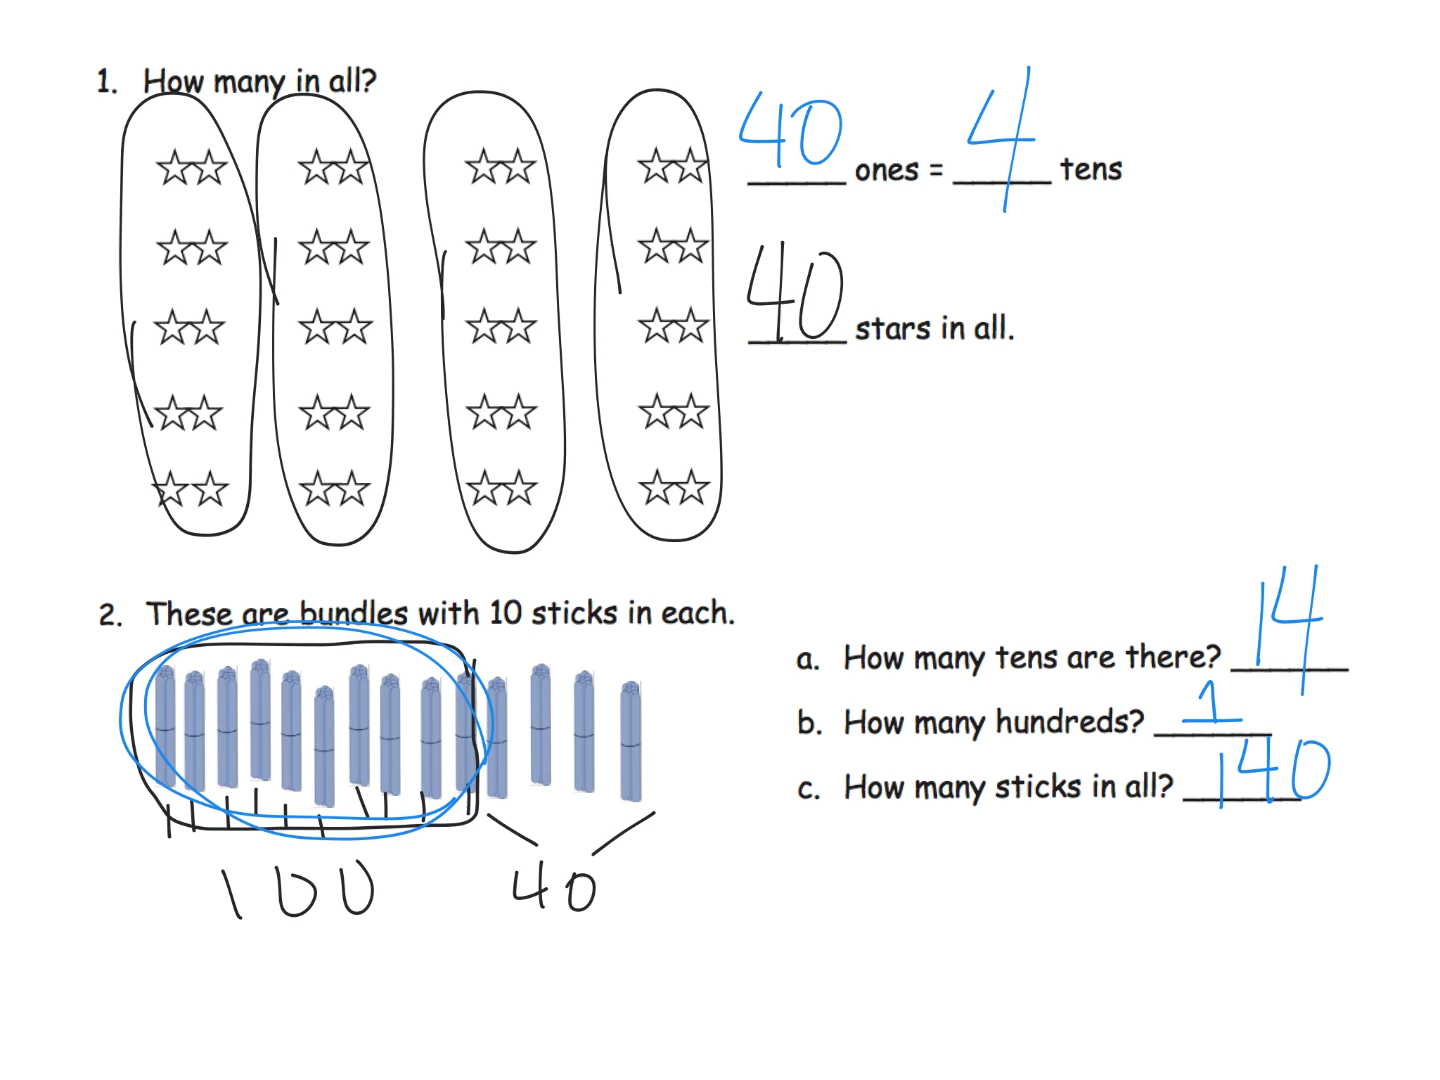 1. How many in all?
40 ones = 4 tens
40 stars in all.
2. These are bundles with 10 sticks in each.
a. How many tens are there? 14
b. How many hundreds? 1
c. How many sticks in all? 140
100 40